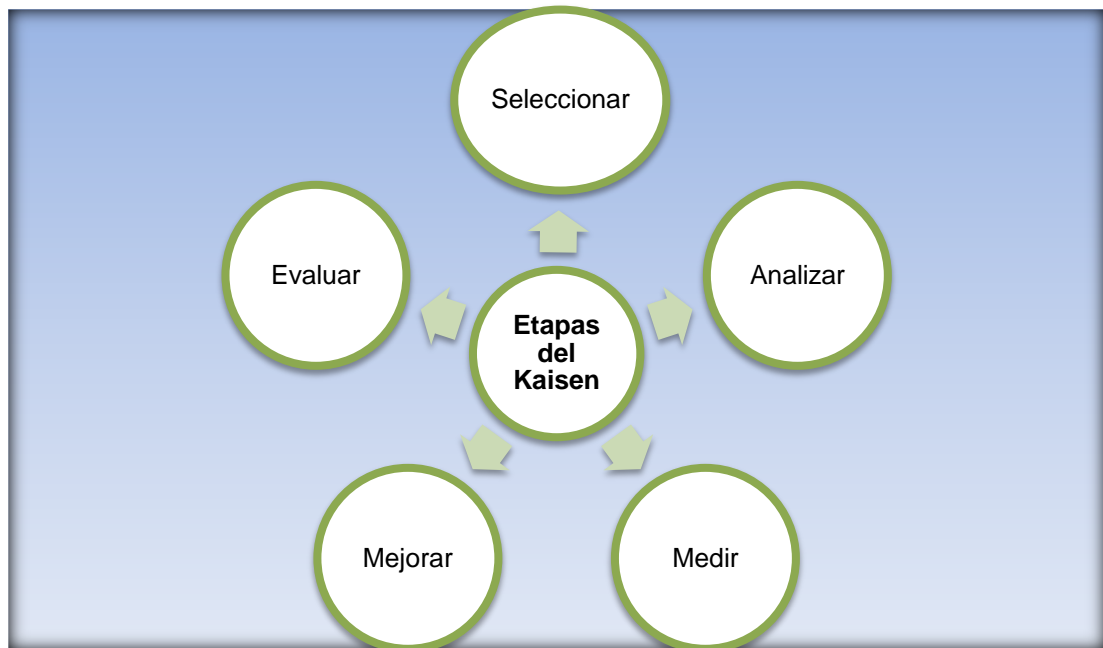 Seleccionar
Evaluar
Analizar
Etapas
del
Kaisen
Mejorar
Medir